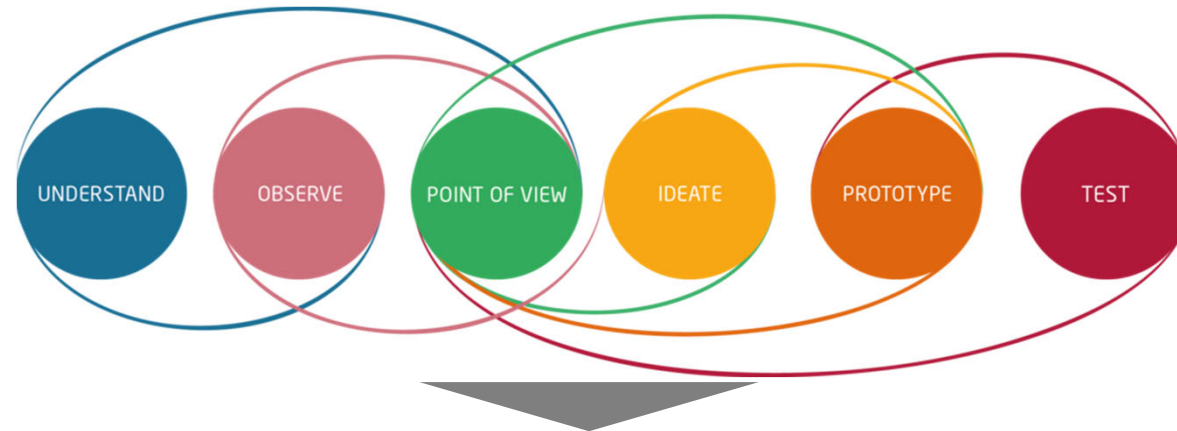 UNDERSTAND
OBSERVE
POINT OF VIEW
IDEATE
PROTOTYPE
TEST